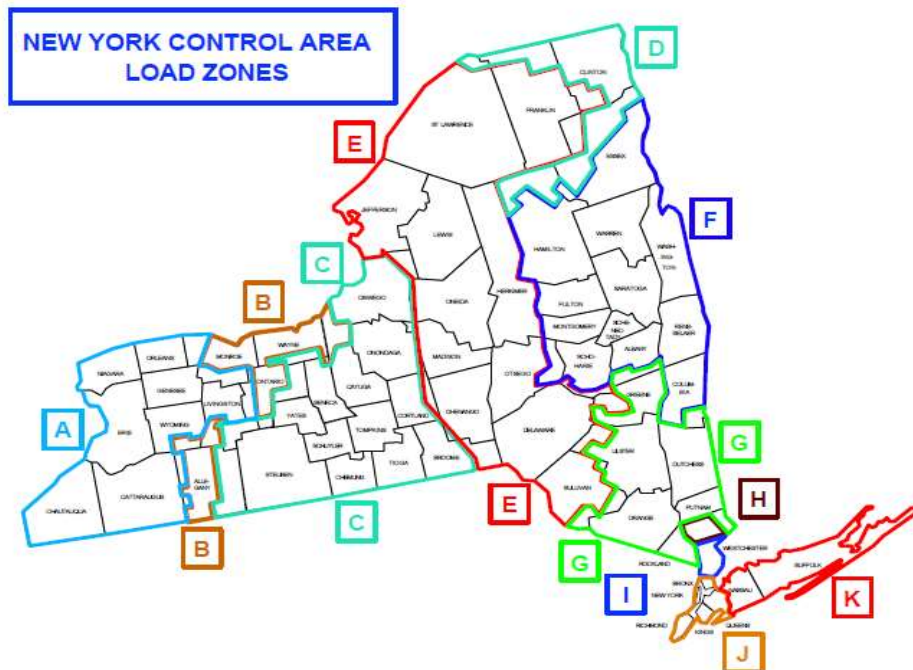 NEW YORK CONTROL AREA
LOAD ZONES
D
CLINTON
FRANKLIN
ST LAWRENCE
E
ESSEX
JEFFERSON
LEWIS
F
HAMILTON
WARREN
WASH-
ING
TON
C
B
OSWEGO
ONEIDA
HERKIMER
SARATOGA
FULTON
MONTGOMERY
SCHE-
NEC
TADY
RENS-
SELAER
WAYNE
MONROE
ORLEANS
NIAGARA
ONONDAGA
MADISON
OTSEGO
SCHO-
HARIE
ALBANY
GENESEE
ONTARIO
LIVINGSTON
SENECA
CAYUGA
YATES
CORTLAND
CHENANGO
GREENE
COLUM-
BIA
A
ERIE
WYOMING
SCHUYLER
TOMPKINS
DELAWARE
G
ALLE-
GANY
STEUBEN
CHEMUNG
TIOGA
BROOME
ULSTER
DUTCHESS
CHAUTAUQUA
CATTARAUGUS
SULLIVAN
H
B
C
E
ORANGE
PUTNAM
G
ROCKLAND
WESTCHESTER
I
BRONX
NEW YORK
NASSAU
SUFFOLK
K
RICHMOND
KINGS
QUEENS
J